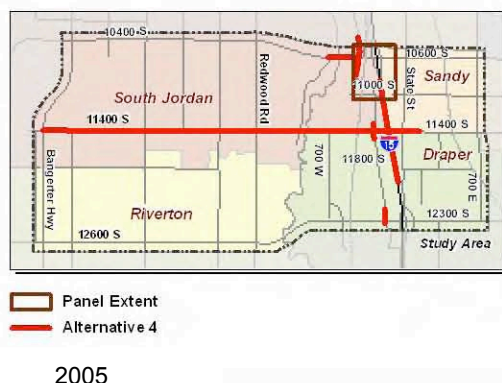 10400 S
10600 S
Redwood Rd
11000 S
State St
Sandy
South Jordan
11400 S
11400 S
15
Draper
Bangerter Hwy
700 W
11800 S
700 E
Riverton
12300 S
12600 S
Study Area
Panel Extent
Alternative 4
2005